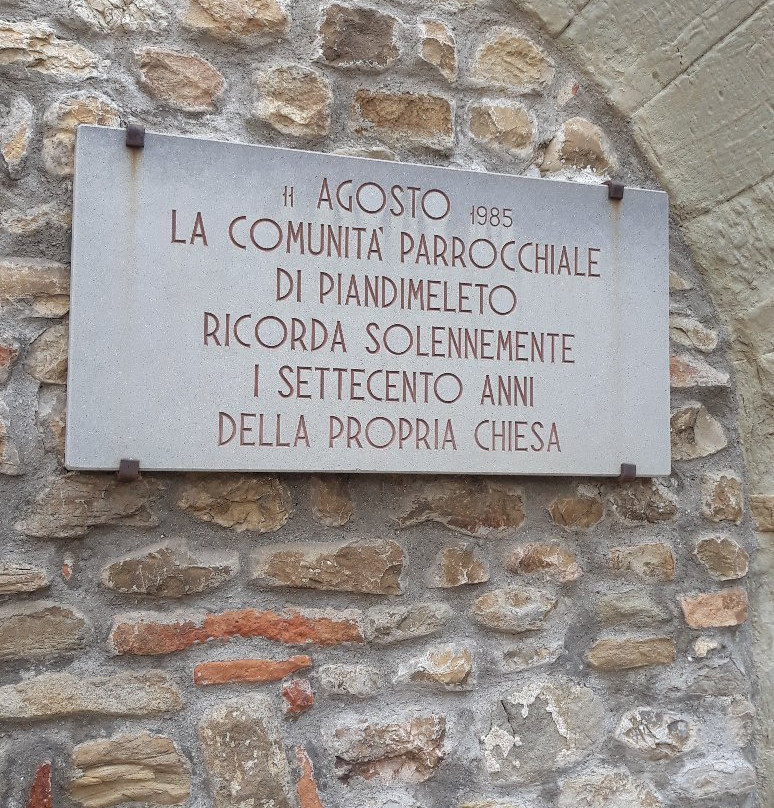 11 AGOSTO 1985
LA COMUNITÀ PARROCCHIALE
DI PIANDIMELETO
RICORDA SOLENNEMENTE
I SETTECENTO ANNI
DELLA PROPRIA CHIESA